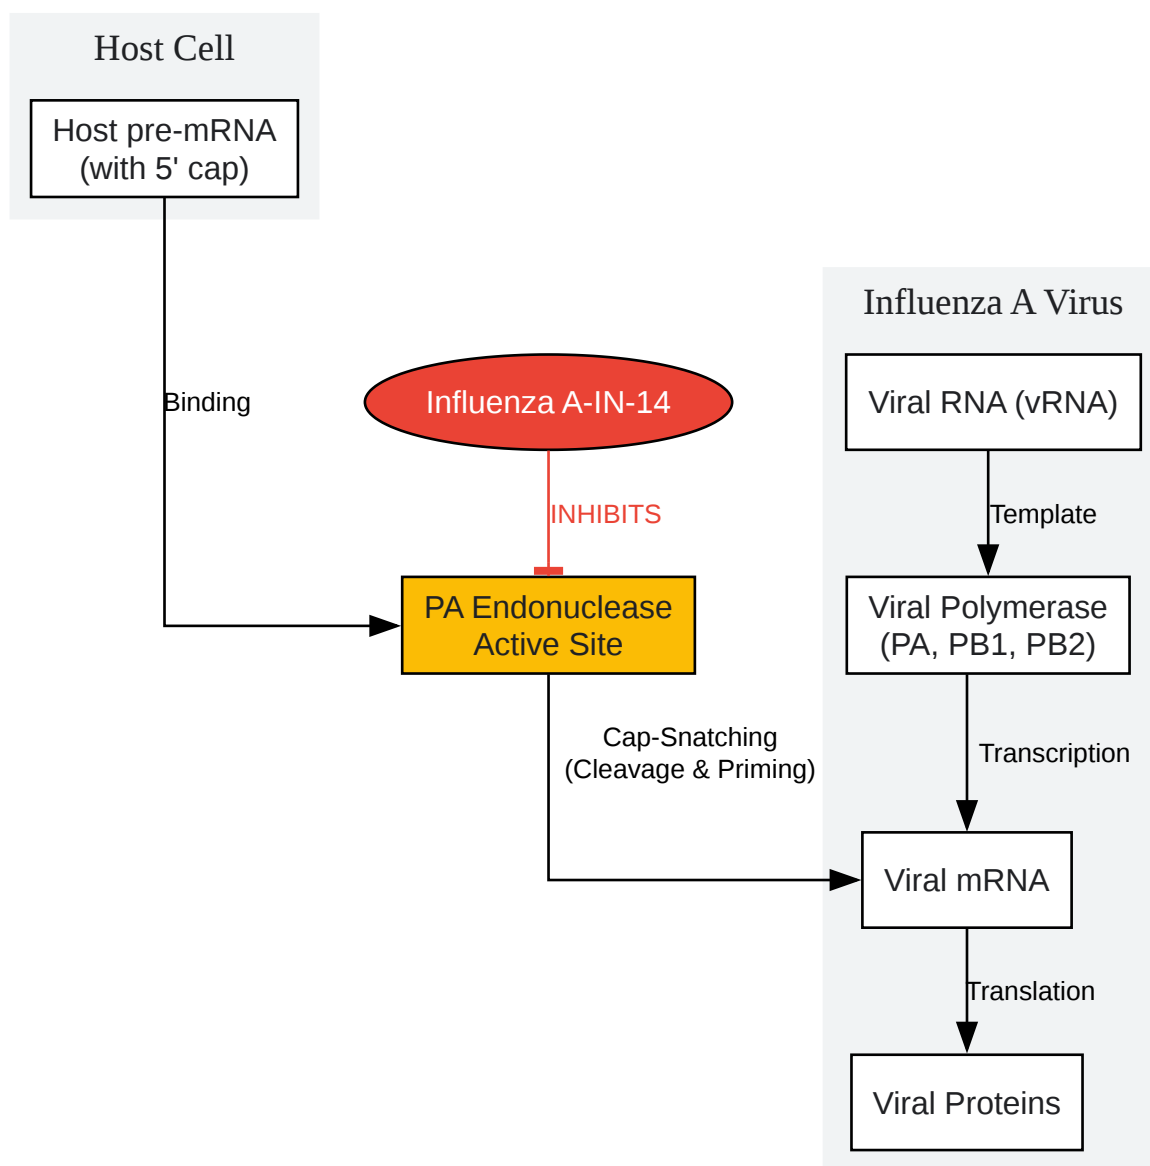 Host Cell
Host pre-mRNA
(with 5' cap)
Binding
Influenza A-IN-14
INHIBITS
PA Endonuclease
Active Site
Cap-Snatching
(Cleavage & Priming)
Influenza A Virus
Viral RNA (vRNA)
Template
Viral Polymerase
(PA, PB1, PB2)
Transcription
Viral mRNA
Translation
Viral Proteins